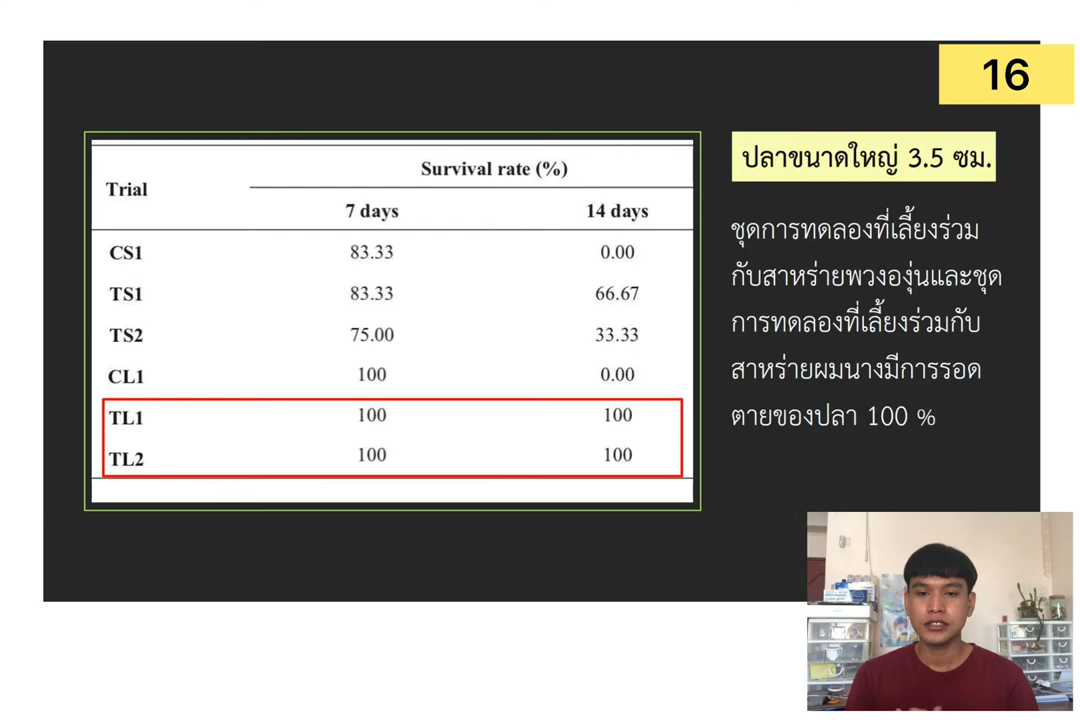 16
Trial Survival rate (%)
7 days 14 days
CS1 83.33 0.00
TS1 83.33 66.67
TS2 75.00 33.33
CL1 100 0.00
TL1 100 100
TL2 100 100
ปลาขนาดใหญ่ 3.5 ซม.
ชุดการทดลองที่เลี้ยงร่วม
กับสาหร่ายพวงองุ่นและชุด
การทดลองที่เลี้ยงร่วมกับ
สาหร่ายผมนางมีการรอด
ตายของปลา 100 %